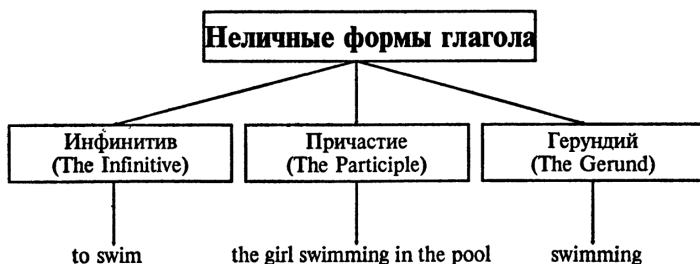 Неличные формы глагола
Инфинитив
(The Infinitive)
Причастие
(The Participle)
Герундий
(The Gerund)
to swim
the girl swimming in the pool
swimming